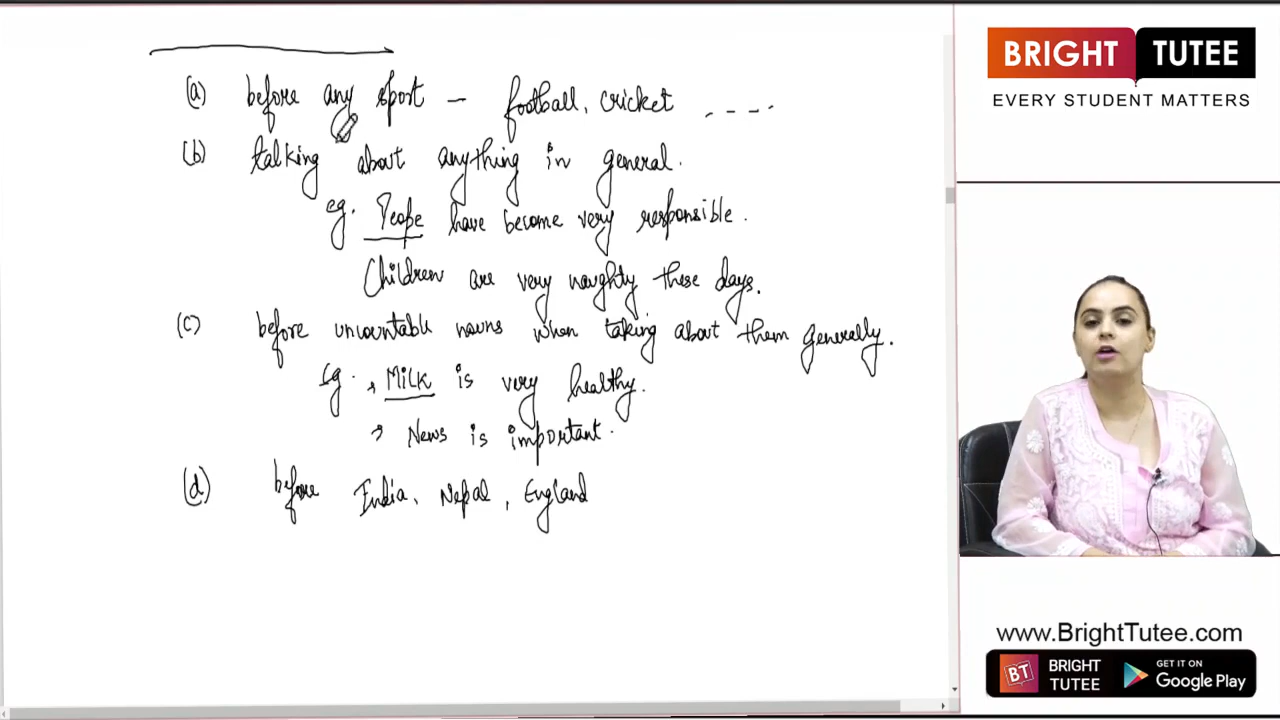 (a) before any sport - football, cricket , - - -
(b) talking about anything in general.
eg. Peope have become very responsible.
Children are very naughty these days.
(c) before uncountable nouns when taking about them generally.
Eg. , Milk is very healthy.
> News is important.
(d) before India, Nepal, England
BRIGHT TUTEE
EVERY STUDENT MATTERS
www.BrightTutee.com
BT BRIGHT TUTEE
GET IT ON Google Play